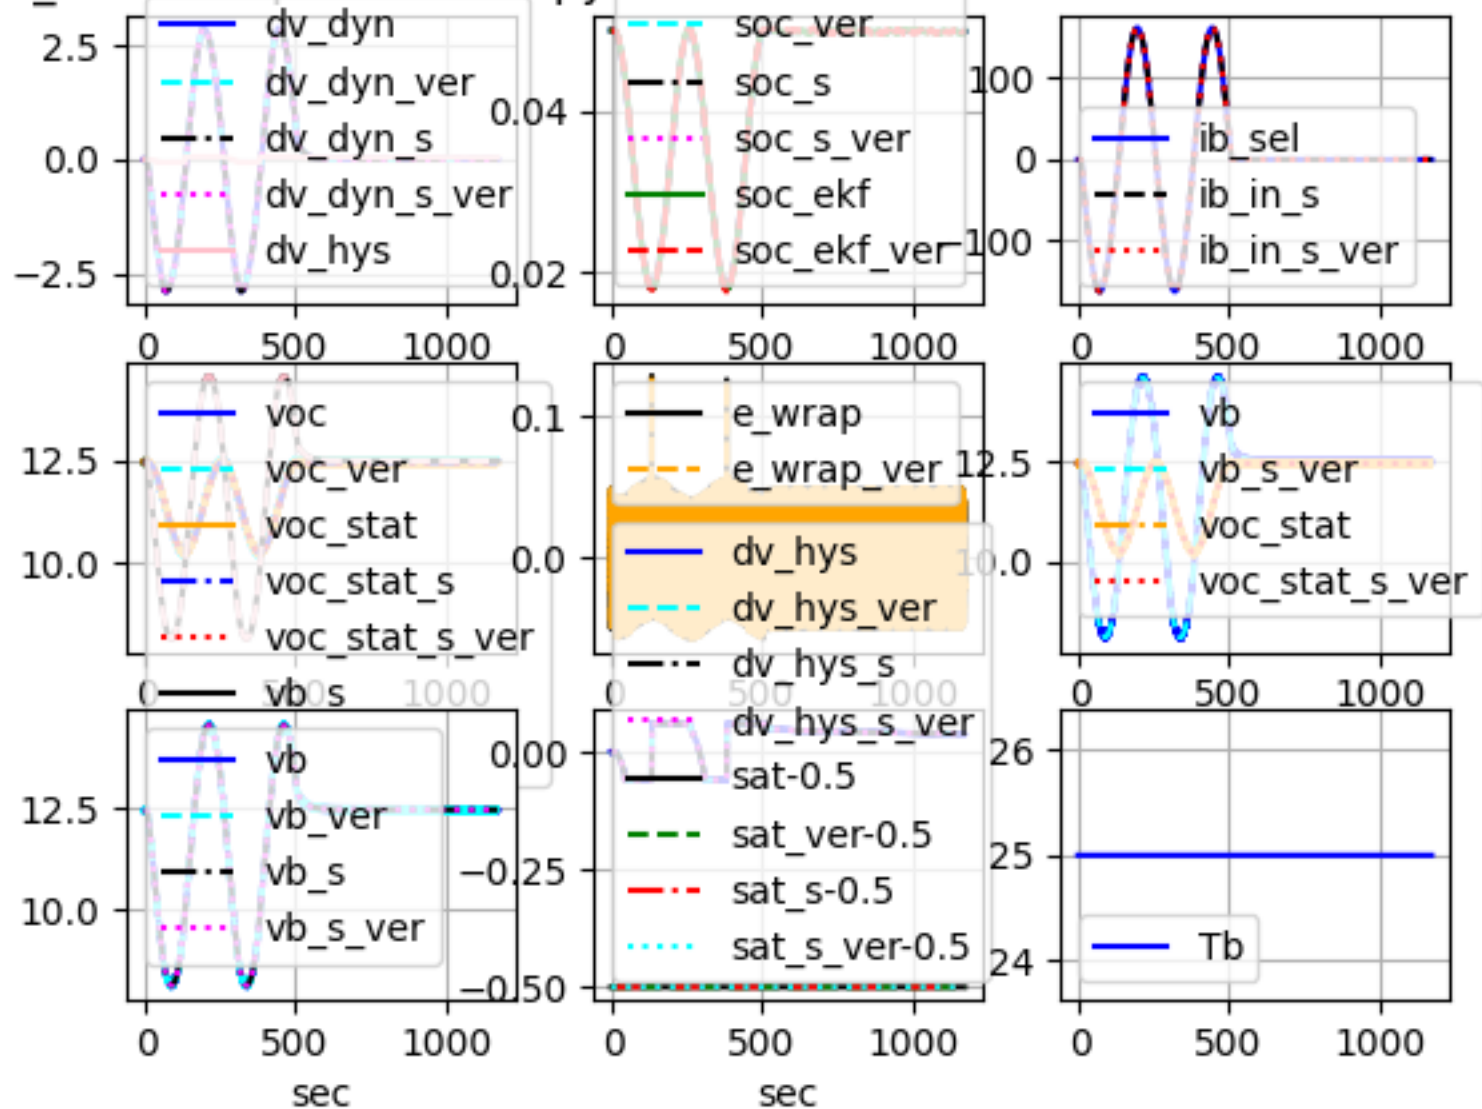 dv_dyn
dv_dyn_ver
dv_dyn_s
dv_dyn_s_ver
dv_hys
2.5
0.0
−2.5
0 500 1000
soc_ver
soc_s
soc_s_ver
soc_ekf
soc_ekf_ver
0.04
0.02
0 500 1000
ib_sel
ib_in_s
ib_in_s_ver
100
0
−100
0 500 1000
voc
voc_ver
voc_stat
voc_stat_s
voc_stat_s_ver
vb_s
12.5
10.0
0 500 1000
e_wrap
e_wrap_ver
0.1
0.0
0 500 1000
vb
vb_s_ver
voc_stat
voc_stat_s_ver
12.5
10.0
0 500 1000
vb
vb_ver
vb_s
vb_s_ver
12.5
10.0
0 500 1000
sec
dv_hys
dv_hys_ver
dv_hys_s
dv_hys_s_ver
sat-0.5
sat_ver-0.5
sat_s-0.5
sat_s_ver-0.5
0.00
−0.25
−0.50
0 500 1000
sec
Tb
26
25
24
0 500 1000